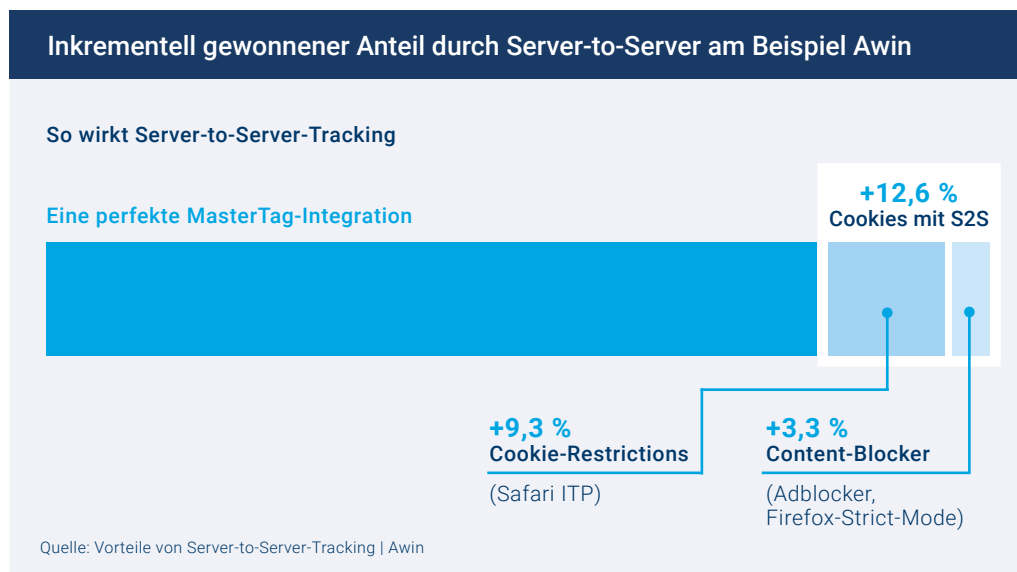 Inkrementell gewonnener Anteil durch Server-to-Server am Beispiel Awin
So wirkt Server-to-Server-Tracking
Eine perfekte MasterTag-Integration
+12,6 %
Cookies mit S2S
+9,3 %
Cookie-Restrictions
(Safari ITP)
+3,3 %
Content-Blocker
(Adblocker,
Firefox-Strict-Mode)
Quelle: Vorteile von Server-to-Server-Tracking | Awin